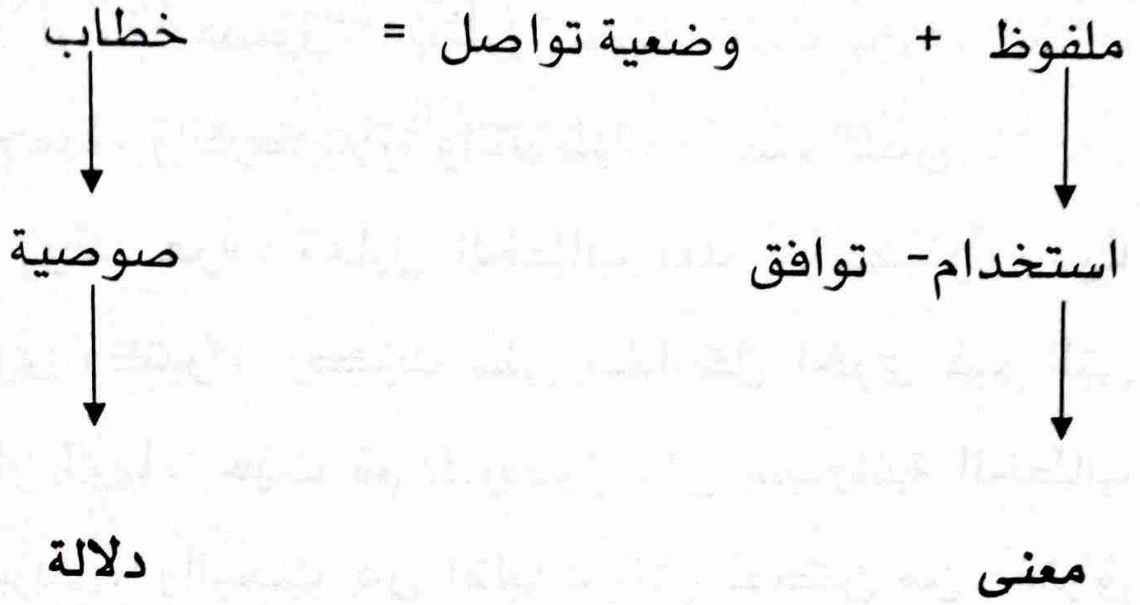 ملفوظ + وضعية تواصل = خطاب
استخدام - توافق صوصية
معنى دلالة